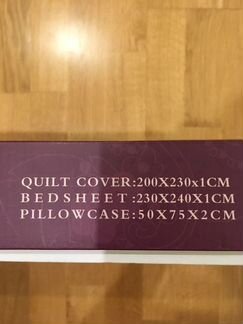 QUILT COVER:200X230x1CM
BEDSHEET:230X240X1CM
PILLOWCASE:50X75X2CM